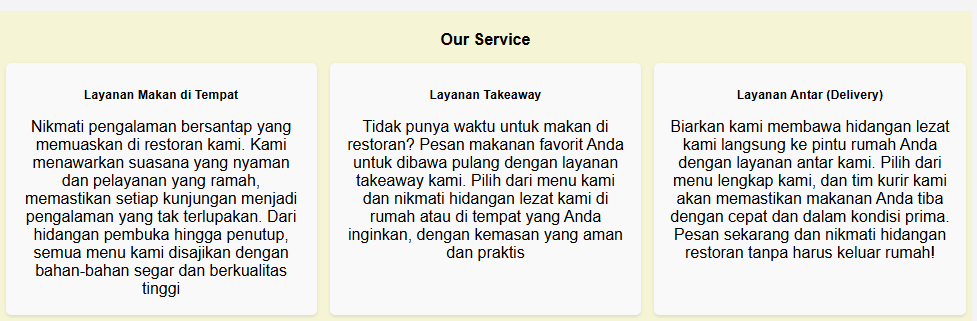 Our Service
Layanan Makan di Tempat
Nikmati pengalaman bersantap yang
memuaskan di restoran kami. Kami
menawarkan suasana yang nyaman
dan pelayanan yang ramah,
memastikan setiap kunjungan menjadi
pengalaman yang tak terlupakan. Dari
hidangan pembuka hingga penutup,
semua menu kami disajikan dengan
bahan-bahan segar dan berkualitas
tinggi
Layanan Takeaway
Tidak punya waktu untuk makan di
restoran? Pesan makanan favorit Anda
untuk dibawa pulang dengan layanan
takeaway kami. Pilih dari menu kami
dan nikmati hidangan lezat kami di
rumah atau di tempat yang Anda
inginkan, dengan kemasan yang aman
dan praktis
Layanan Antar (Delivery)
Biarkan kami membawa hidangan lezat
kami langsung ke pintu rumah Anda
dengan layanan antar kami. Pilih dari
menu lengkap kami, dan tim kurir kami
akan memastikan makanan Anda tiba
dengan cepat dan dalam kondisi prima.
Pesan sekarang dan nikmati hidangan
restoran tanpa harus keluar rumah!